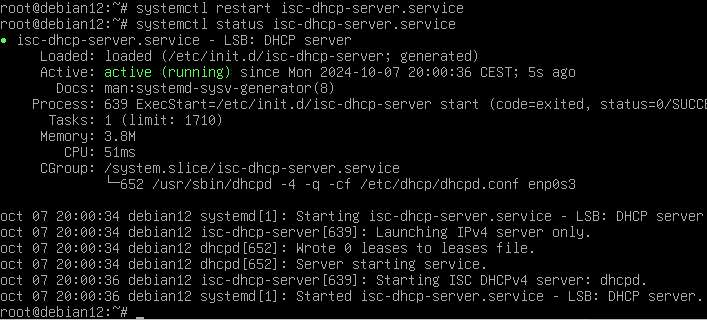 root@debian12:~# systemctl restart isc-dhcp-server.service
root@debian12:~# systemctl status isc-dhcp-server.service
● isc-dhcp-server.service - LSB: DHCP server
Loaded: loaded (/etc/init.d/isc-dhcp-server; generated)
Active: active (running) since Mon 2024-10-07 20:00:36 CEST; 5s ago
Docs: man:systemd-sysv-generator(8)
Process: 639 ExecStart=/etc/init.d/isc-dhcp-server start (code=exited, status=0/SUCCE
Tasks: 1 (limit: 1710)
Memory: 3.8M
CPU: 51ms
CGroup: /system.slice/isc-dhcp-server.service
└─652 /usr/sbin/dhcpd -4 -q -cf /etc/dhcp/dhcpd.conf enp0s3
oct 07 20:00:34 debian12 systemd[1]: Starting isc-dhcp-server.service - LSB: DHCP server
oct 07 20:00:34 debian12 isc-dhcp-server[639]: Launching IPv4 server only.
oct 07 20:00:34 debian12 dhcpd[652]: Wrote 0 leases to leases file.
oct 07 20:00:34 debian12 dhcpd[652]: Server starting service.
oct 07 20:00:36 debian12 isc-dhcp-server[639]: Starting ISC DHCPv4 server: dhcpd.
oct 07 20:00:36 debian12 systemd[1]: Started isc-dhcp-server.service - LSB: DHCP server.
root@debian12:~# _